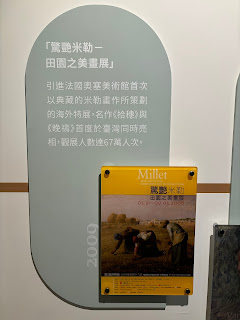 「驚艷米勒－
田園之美畫展」
引進法國奧塞美術館首次
以典藏的米勒畫作所策劃
的海外特展，名作《拾穗》與
《晚禱》首度於臺灣同時亮
相，觀展人數達67萬人次。
2009
Millet
驚艷米勒
田園之美畫展